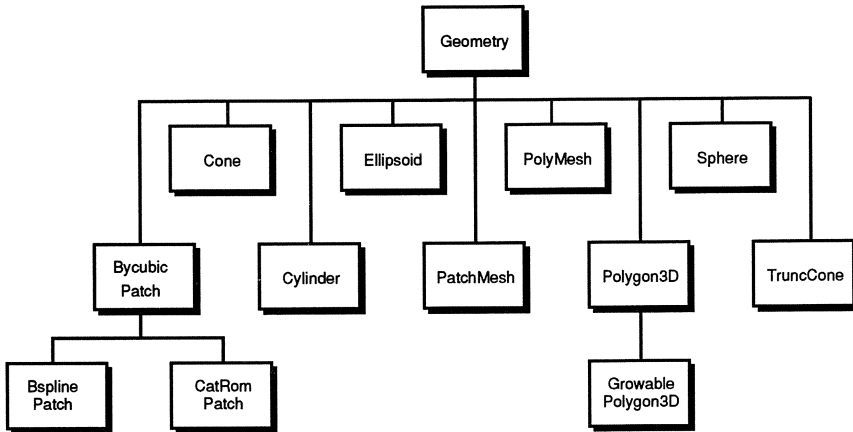 Geometry
Cone
Ellipsoid
PolyMesh
Sphere
Bycubic
Patch
Cylinder
PatchMesh
Polygon3D
TruncCone
Bspline
Patch
CatRom
Patch
Growable
Polygon3D